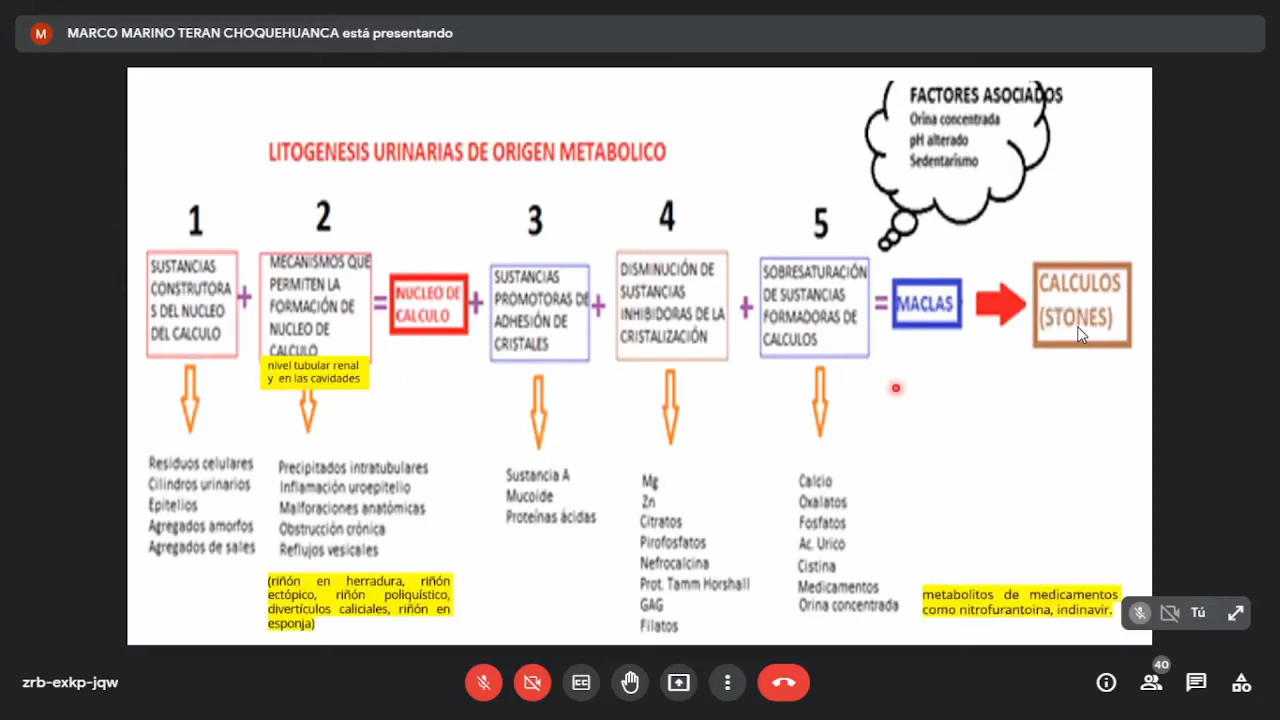 M MARCO MARINO TERAN CHOQUEHUANCA está presentando
FACTORES ASOCIADOS
Orina concentrada
pH alterado
Sedentarismo
LITOGENESIS URINARIAS DE ORIGEN METABOLICO
1
2
3
4
5
SUSTANCIAS
CONSTRUTORA
S DEL NUCLEO
DEL CALCULO
+
MECANISMOS QUE
PERMITEN LA
FORMACIÓN DE
NUCLEO DE
CALCULO
nivel tubular renal
y en las cavidades
=
NUCLEO DE
CALCULO
+
SUSTANCIAS
PROMOTORAS DE
ADHESIÓN DE
CRISTALES
+
DISMINUCIÓN DE
SUSTANCIAS
INHIBIDORAS DE LA
CRISTALIZACIÓN
+
SOBRESATURACIÓN
DE SUSTANCIAS
FORMADORAS DE
CALCULOS
=
MACLAS
CALCULOS
(STONES)
Residuos celulares
Cilindros urinarios
Epitelios
Agregados amorfos
Agregados de sales
Precipitados intratubulares
Inflamación uroepitelio
Malforaciones anatómicas
Obstrucción crónica
Reflujos vesicales
(riñón en herradura, riñón
ectópico, riñón poliquístico,
divertículos caliciales, riñón en
esponja)
Sustancia A
Mucoide
Proteínas ácidas
Mg
Zn
Citratos
Pirofosfatos
Nefrocalcina
Prot. Tamm Horshall
GAG
Filatos
Calcio
Oxalatos
Fosfatos
Ac. Urico
Cistina
Medicamentos
Orina concentrada
metabolitos de medicamentos
como nitrofurantoina, indinavir.
Tú
zrb-exkp-jqw
40